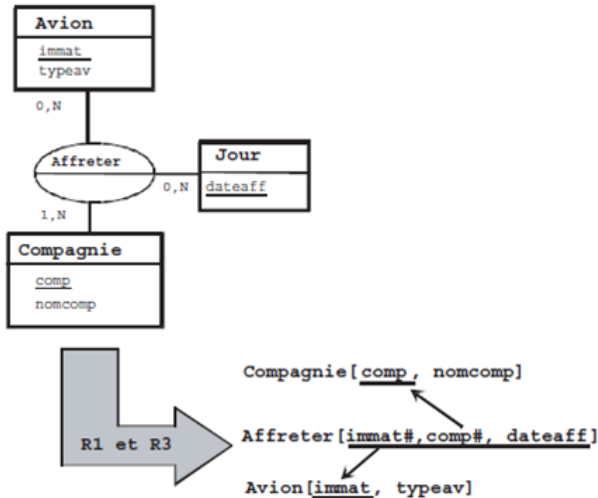 Avion
immat
typeav
0,N
Affreter
Jour
0,N
dateaff
1,N
Compagnie
comp
nomcomp
Compagnie[comp, nomcomp]
R1 et R3
Affreter[immat#,comp#, dateaff]
Avion[immat, typeav]